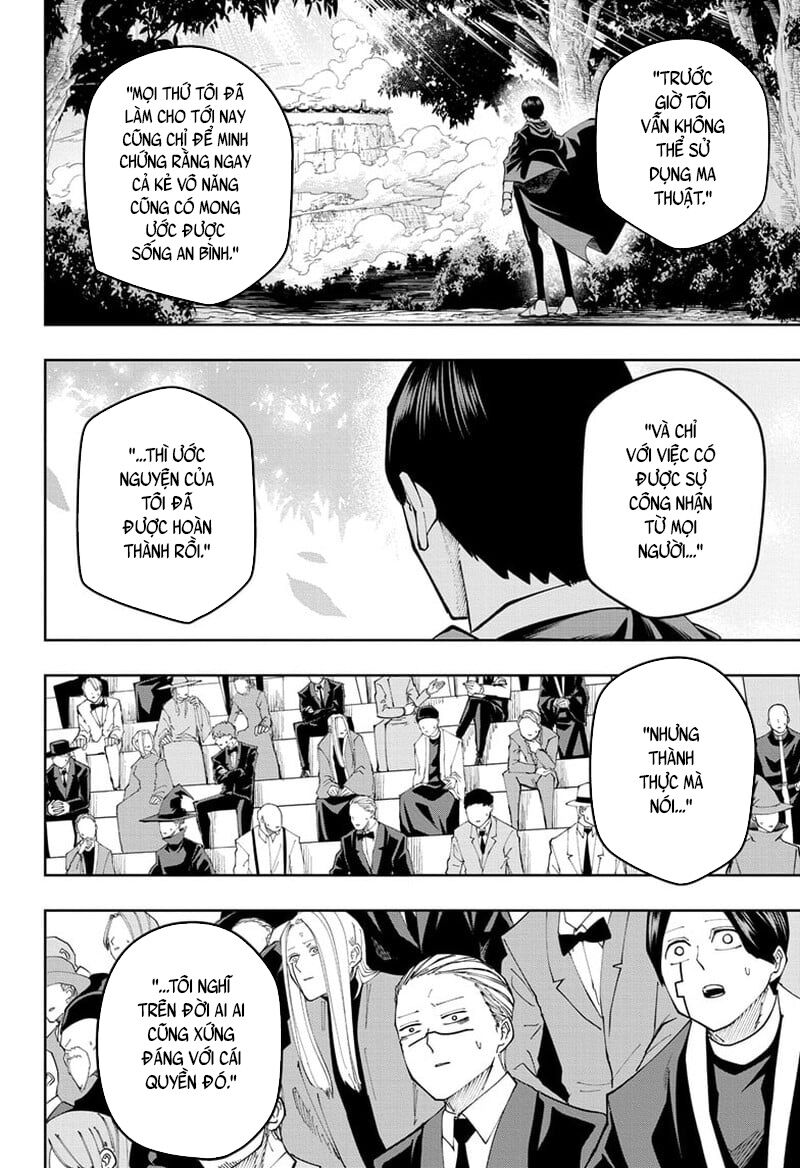 "TRƯỚC
GIỜ TÔI
VẪN KHÔNG
THỂ SỬ
DỤNG MA
THUẬT."
"MỌI THỨ TÔI ĐÃ
LÀM CHO TỚI NAY
CŨNG CHỈ ĐỂ MINH
CHỨNG RẰNG NGAY
CẢ KẺ VÔ NĂNG
CŨNG CÓ MONG
ƯỚC ĐƯỢC
SỐNG AN BÌNH."
"VÀ CHỈ
VỚI VIỆC CÓ
ĐƯỢC SỰ
CÔNG NHẬN
TỪ MỌI
NGƯỜI..."
"...THÌ ƯỚC
NGUYỆN CỦA
TÔI ĐÃ
ĐƯỢC HOÀN
THÀNH RỒI."
"NHƯNG
THÀNH
THỰC MÀ
NÓI..."
"...TÔI NGHĨ
TRÊN ĐỜI AI AI
CŨNG XỨNG
ĐÁNG VỚI CÁI
QUYỀN ĐÓ."